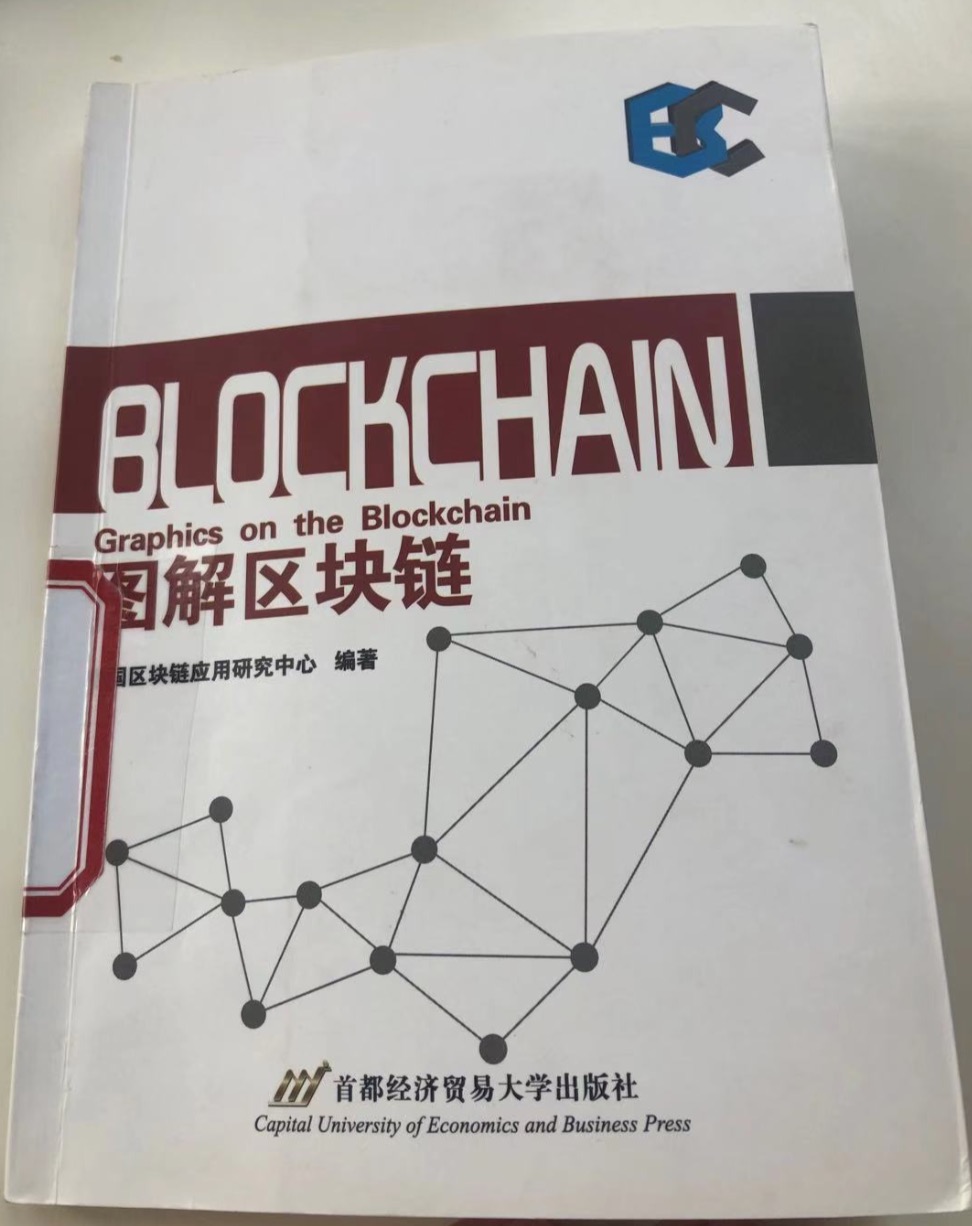 BLOCKCHAIN
Graphics on the Blockchain
图解区块链
国区块链应用研究中心 编著
首都经济贸易大学出版社
Capital University of Economics and Business Press